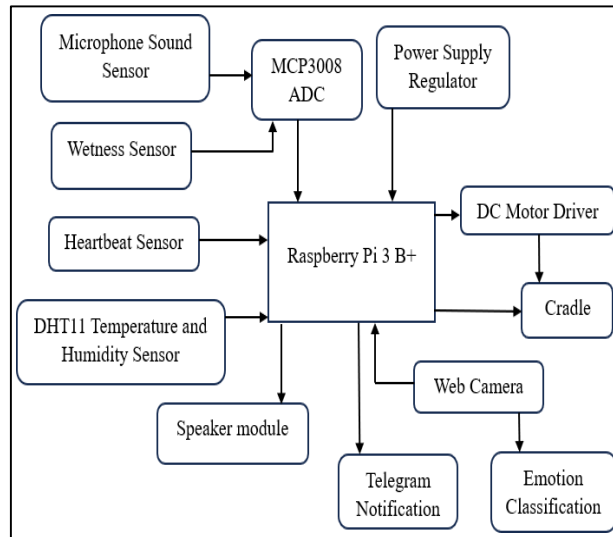 Microphone Sound
Sensor
MCP3008
ADC
Power Supply
Regulator
Wetness Sensor
DC Motor Driver
Heartbeat Sensor
Raspberry Pi 3 B+
Cradle
DHT11 Temperature and
Humidity Sensor
Web Camera
Speaker module
Telegram
Notification
Emotion
Classification